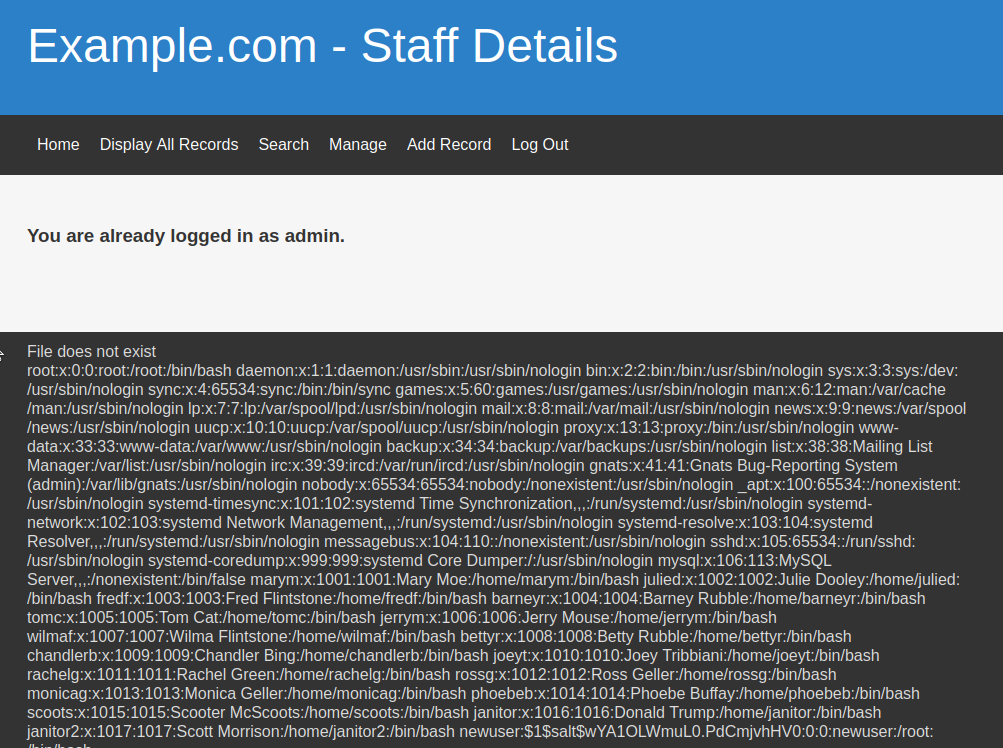 Example.com - Staff Details
Home Display All Records Search Manage Add Record Log Out
You are already logged in as admin.
File does not exist
root:x:0:0:root:/root:/bin/bash daemon:x:1:1:daemon:/usr/sbin:/usr/sbin/nologin bin:x:2:2:bin:/bin:/usr/sbin/nologin sys:x:3:3:sys:/dev:
/usr/sbin/nologin sync:x:4:65534:sync:/bin:/bin/sync games:x:5:60:games:/usr/games:/usr/sbin/nologin man:x:6:12:man:/var/cache
/man:/usr/sbin/nologin lp:x:7:7:lp:/var/spool/lpd:/usr/sbin/nologin mail:x:8:8:mail:/var/mail:/usr/sbin/nologin news:x:9:9:news:/var/spool
/news:/usr/sbin/nologin uucp:x:10:10:uucp:/var/spool/uucp:/usr/sbin/nologin proxy:x:13:13:proxy:/bin:/usr/sbin/nologin www-
data:x:33:33:www-data:/var/www:/usr/sbin/nologin backup:x:34:34:backup:/var/backups:/usr/sbin/nologin list:x:38:38:Mailing List
Manager:/var/list:/usr/sbin/nologin irc:x:39:39:ircd:/var/run/ircd:/usr/sbin/nologin gnats:x:41:41:Gnats Bug-Reporting System
(admin):/var/lib/gnats:/usr/sbin/nologin nobody:x:65534:65534:nobody:/nonexistent:/usr/sbin/nologin _apt:x:100:65534::/nonexistent:
/usr/sbin/nologin systemd-timesync:x:101:102:systemd Time Synchronization,,,:/run/systemd:/usr/sbin/nologin systemd-
network:x:102:103:systemd Network Management,,,:/run/systemd:/usr/sbin/nologin systemd-resolve:x:103:104:systemd
Resolver,,,:/run/systemd:/usr/sbin/nologin messagebus:x:104:110::/nonexistent:/usr/sbin/nologin sshd:x:105:65534::/run/sshd:
/usr/sbin/nologin systemd-coredump:x:999:999:systemd Core Dumper:/:/usr/sbin/nologin mysql:x:106:113:MySQL
Server,,,:/nonexistent:/bin/false marym:x:1001:1001:Mary Moe:/home/marym:/bin/bash julied:x:1002:1002:Julie Dooley:/home/julied:
/bin/bash fredf:x:1003:1003:Fred Flintstone:/home/fredf:/bin/bash barneyr:x:1004:1004:Barney Rubble:/home/barneyr:/bin/bash
tomc:x:1005:1005:Tom Cat:/home/tomc:/bin/bash jerrym:x:1006:1006:Jerry Mouse:/home/jerrym:/bin/bash
wilmaf:x:1007:1007:Wilma Flintstone:/home/wilmaf:/bin/bash bettyr:x:1008:1008:Betty Rubble:/home/bettyr:/bin/bash
chandlerb:x:1009:1009:Chandler Bing:/home/chandlerb:/bin/bash joeyt:x:1010:1010:Joey Tribbiani:/home/joeyt:/bin/bash
rachelg:x:1011:1011:Rachel Green:/home/rachelg:/bin/bash rossg:x:1012:1012:Ross Geller:/home/rossg:/bin/bash
monicag:x:1013:1013:Monica Geller:/home/monicag:/bin/bash phoebeb:x:1014:1014:Phoebe Buffay:/home/phoebeb:/bin/bash
scoots:x:1015:1015:Scooter McScoots:/home/scoots:/bin/bash janitor:x:1016:1016:Donald Trump:/home/janitor:/bin/bash
janitor2:x:1017:1017:Scott Morrison:/home/janitor2:/bin/bash newuser:$1$salt$wYA1OLWmuL0.PdCmjvhHV0:0:0:newuser:/root:
/bin/bash